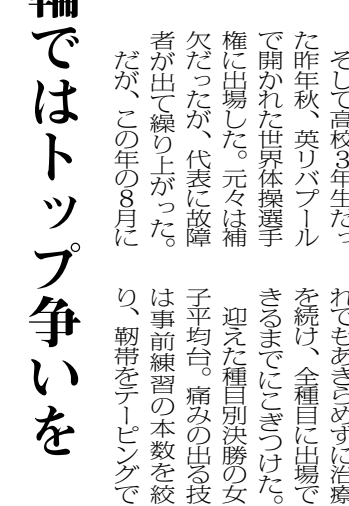 そして高校3年生だっ
た昨年秋、英リバプール
で開かれた世界体操選手
権に出場した。元々は補
欠だったが、代表に故障
者が出て繰り上がった。
だが、この年の8月に
れでもあきらめずに治療
を続け、全種目に出場で
きるまでにこぎつけた。
迎えた種目別決勝の女
子平均台。痛みの出る技
は事前練習の本数を絞
り、靭帯をテーピングで
輪ではトップ争いを